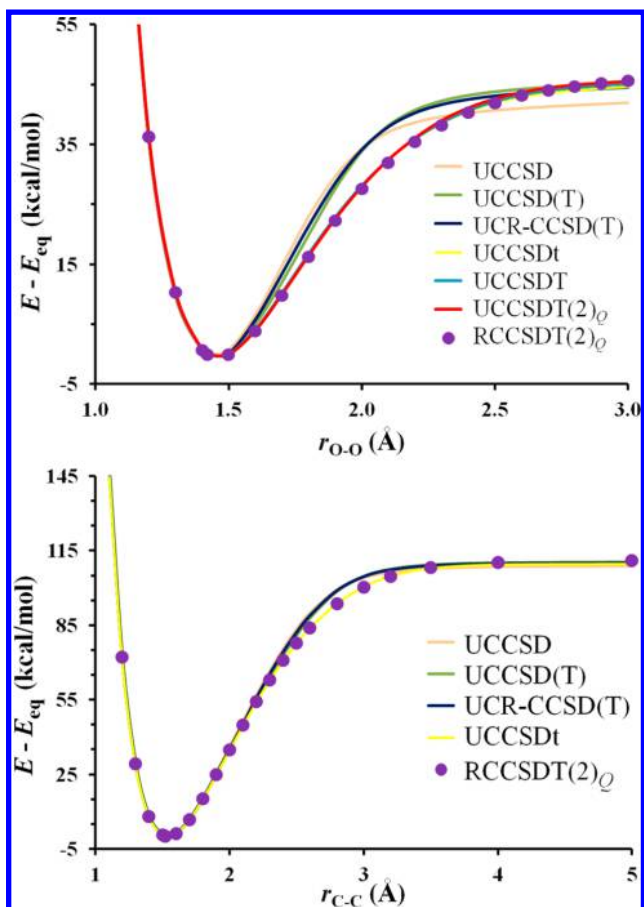 55
35
15
-5
E - Eeq (kcal/mol)
UCCSD
UCCSD(T)
UCR-CCSD(T)
UCCSDt
UCCSDT
UCCSDT(2)Q
RCCSDT(2)Q
1.0 1.5 2.0 2.5 3.0
rO-O (Å)
145
115
85
55
25
-5
E - Eeq (kcal/mol)
UCCSD
UCCSD(T)
UCR-CCSD(T)
UCCSDt
RCCSDT(2)Q
1 2 3 4 5
rC-C (Å)